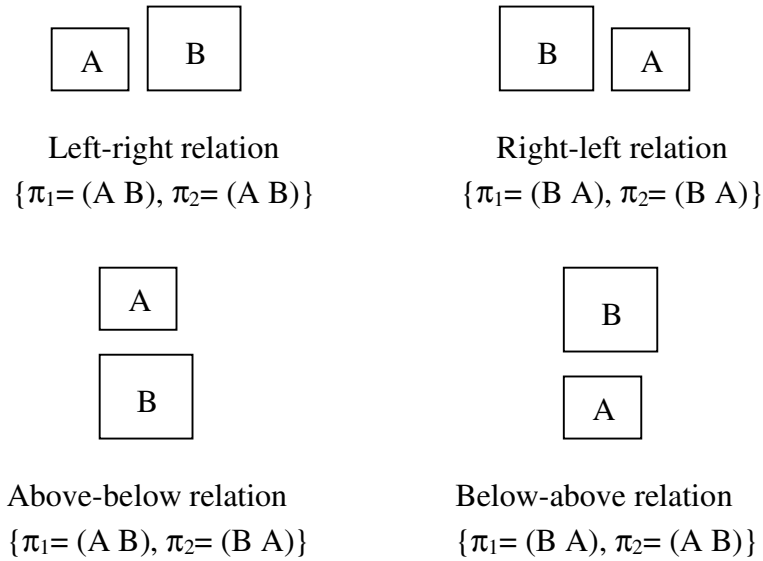 A B
B A
Left-right relation
Right-left relation
{π₁= (A B), π₂= (A B)}
{π₁= (B A), π₂= (B A)}
A
B
B
A
Above-below relation
Below-above relation
{π₁= (A B), π₂= (B A)}
{π₁= (B A), π₂= (A B)}